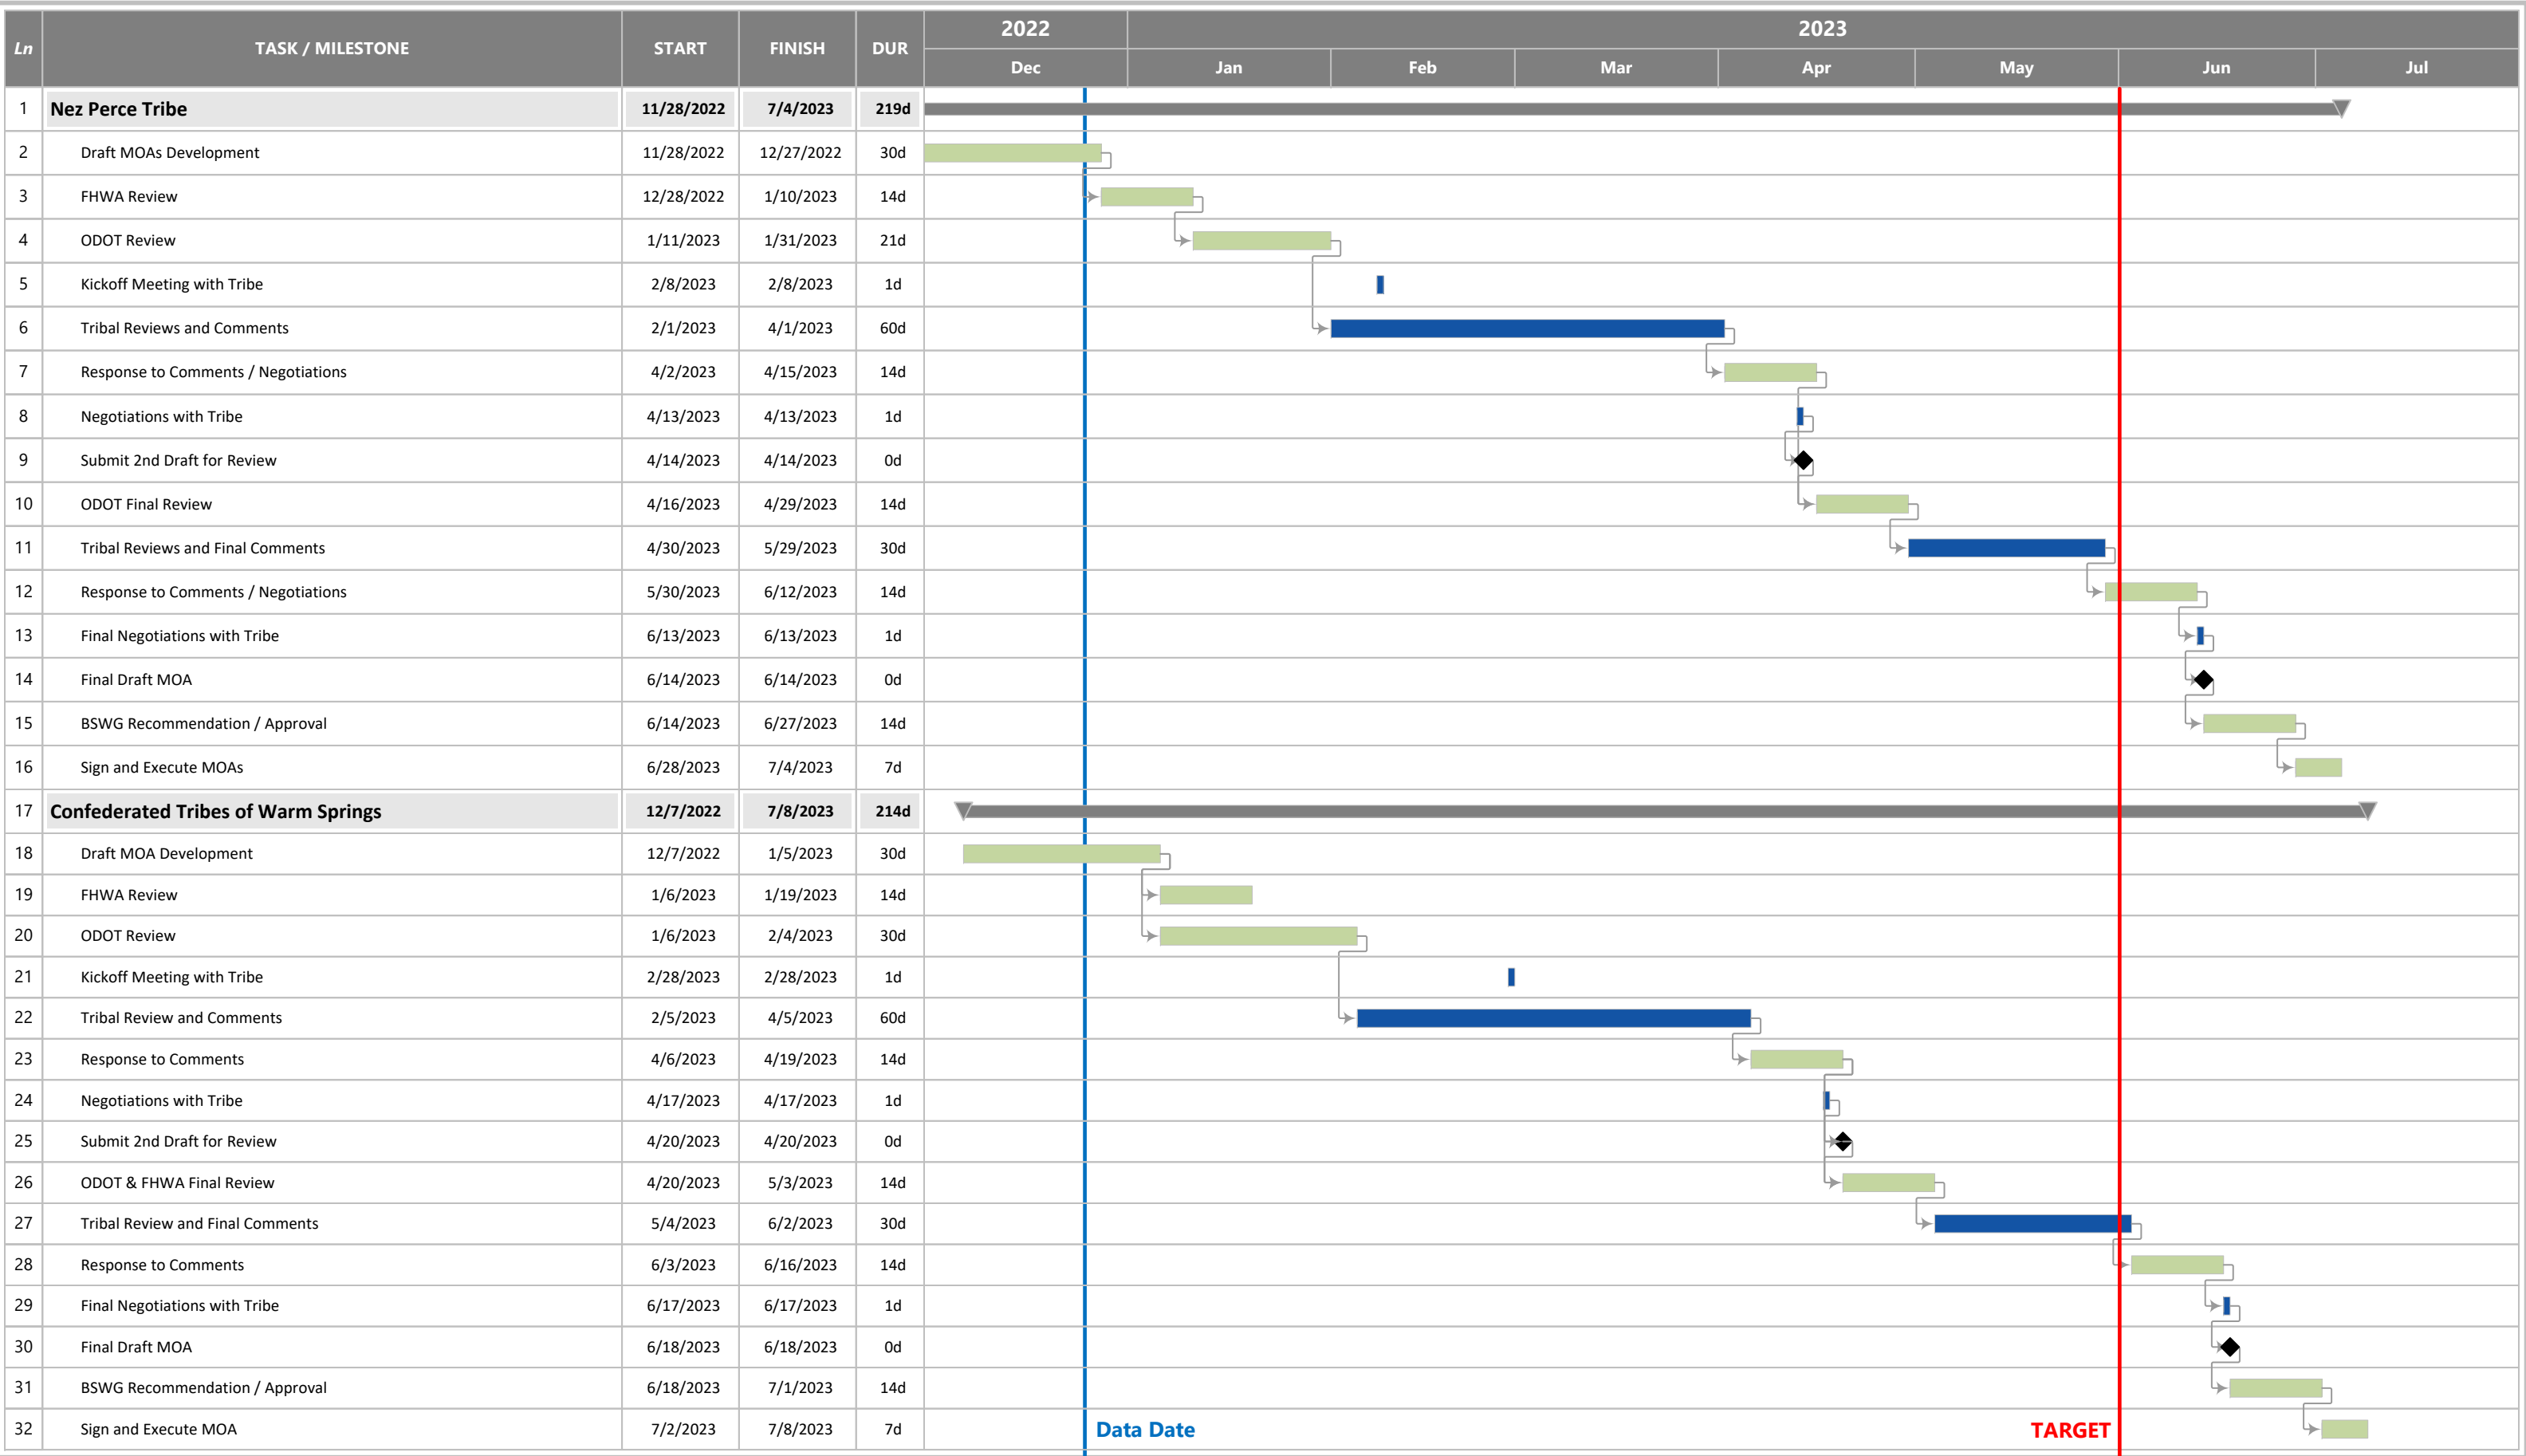 Ln TASK / MILESTONE START FINISH DUR 2022 2023
Dec Jan Feb Mar Apr May Jun Jul
1 Nez Perce Tribe 11/28/2022 7/4/2023 219d
2 Draft MOAs Development 11/28/2022 12/27/2022 30d
3 FHWA Review 12/28/2022 1/10/2023 14d
4 ODOT Review 1/11/2023 1/31/2023 21d
5 Kickoff Meeting with Tribe 2/8/2023 2/8/2023 1d
6 Tribal Reviews and Comments 2/1/2023 4/1/2023 60d
7 Response to Comments / Negotiations 4/2/2023 4/15/2023 14d
8 Negotiations with Tribe 4/13/2023 4/13/2023 1d
9 Submit 2nd Draft for Review 4/14/2023 4/14/2023 0d
10 ODOT Final Review 4/16/2023 4/29/2023 14d
11 Tribal Reviews and Final Comments 4/30/2023 5/29/2023 30d
12 Response to Comments / Negotiations 5/30/2023 6/12/2023 14d
13 Final Negotiations with Tribe 6/13/2023 6/13/2023 1d
14 Final Draft MOA 6/14/2023 6/14/2023 0d
15 BSWG Recommendation / Approval 6/14/2023 6/27/2023 14d
16 Sign and Execute MOAs 6/28/2023 7/4/2023 7d
17 Confederated Tribes of Warm Springs 12/7/2022 7/8/2023 214d
18 Draft MOA Development 12/7/2022 1/5/2023 30d
19 FHWA Review 1/6/2023 1/19/2023 14d
20 ODOT Review 1/6/2023 2/4/2023 30d
21 Kickoff Meeting with Tribe 2/28/2023 2/28/2023 1d
22 Tribal Review and Comments 2/5/2023 4/5/2023 60d
23 Response to Comments 4/6/2023 4/19/2023 14d
24 Negotiations with Tribe 4/17/2023 4/17/2023 1d
25 Submit 2nd Draft for Review 4/20/2023 4/20/2023 0d
26 ODOT & FHWA Final Review 4/20/2023 5/3/2023 14d
27 Tribal Review and Final Comments 5/4/2023 6/2/2023 30d
28 Response to Comments 6/3/2023 6/16/2023 14d
29 Final Negotiations with Tribe 6/17/2023 6/17/2023 1d
30 Final Draft MOA 6/18/2023 6/18/2023 0d
31 BSWG Recommendation / Approval 6/18/2023 7/1/2023 14d
32 Sign and Execute MOA 7/2/2023 7/8/2023 7d Data Date TARGET